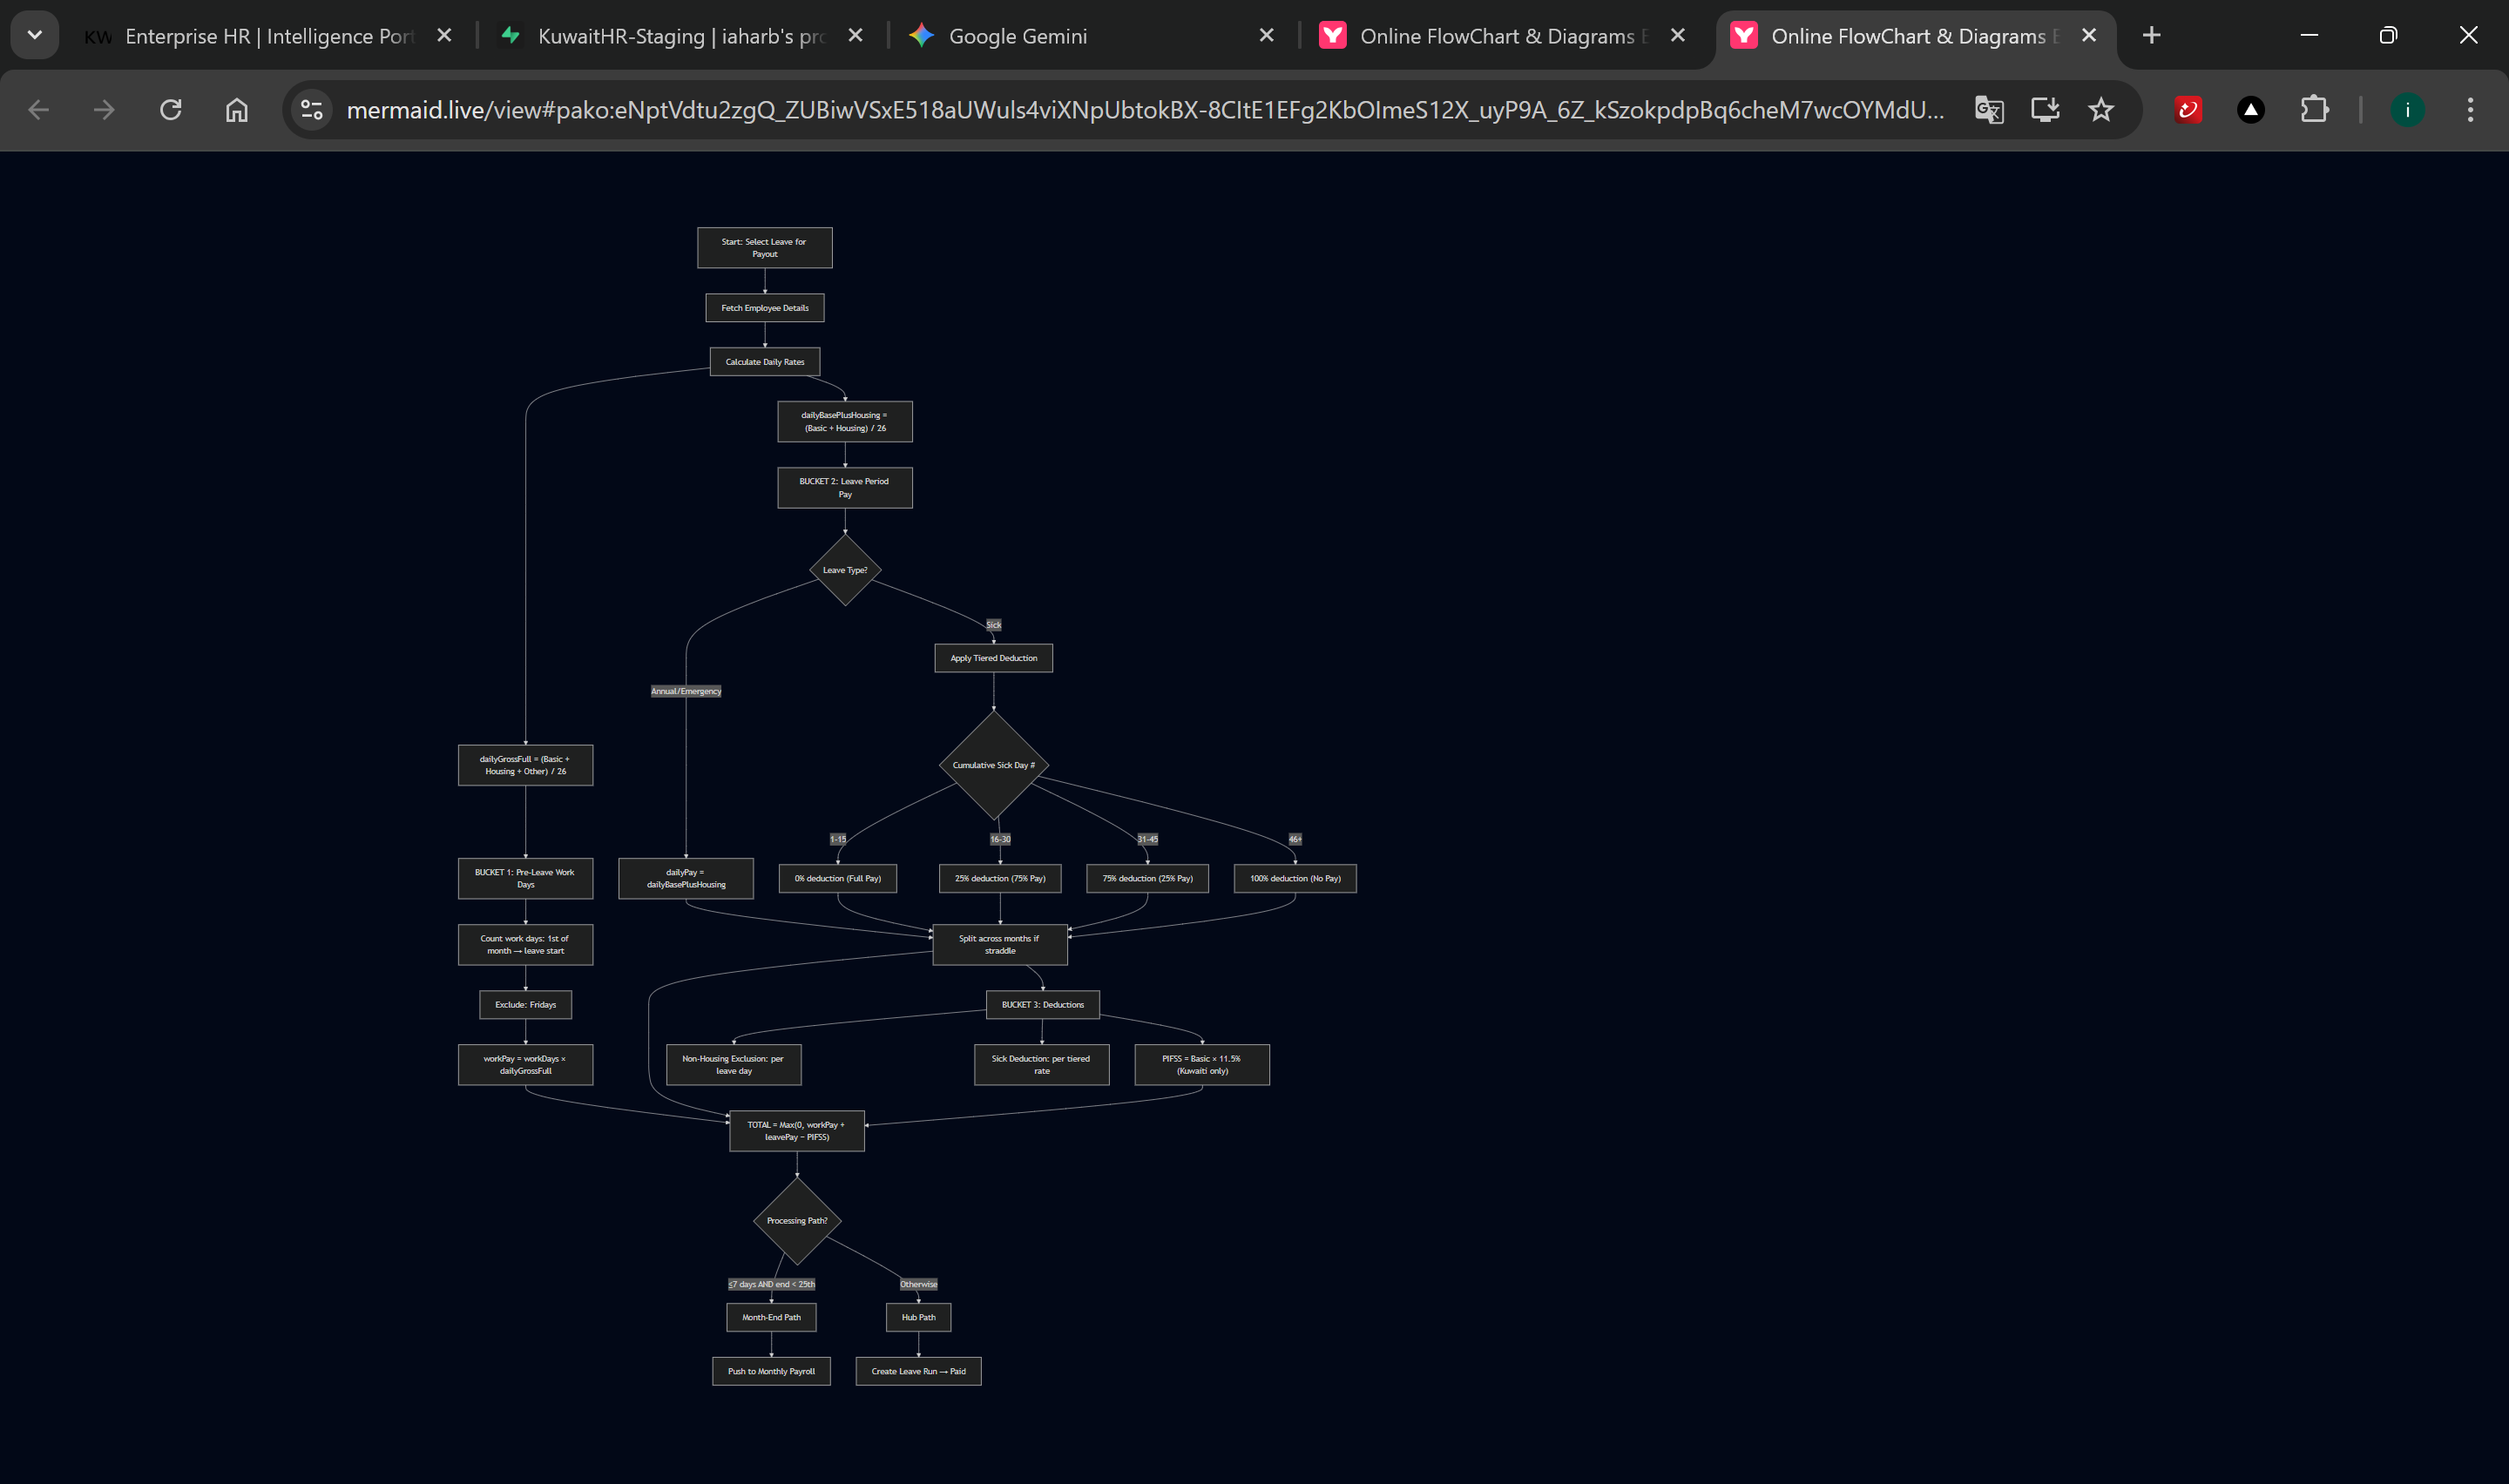 KW Enterprise HR | Intelligence Port
KuwaitHR-Staging | iaharb's pro
Google Gemini
Online FlowChart & Diagrams E
Online FlowChart & Diagrams E
mermaid.live/view#pako:eNptVdtu2zgQ_ZUBiwVSxE518aUWuls4viXNpUbtokBX-8CItE1EFg2KbOImeS12X_uyP9A_6Z_kSzokpdpBq6cheM7wcOYMdU...
i
Start: Select Leave for
Payout
Fetch Employee Details
Calculate Daily Rates
dailyBasePlusHousing =
(Basic + Housing) / 26
BUCKET 2: Leave Period
Pay
Leave Type?
Sick
Apply Tiered Deduction
Annual/Emergency
dailyGrossFull = (Basic +
Housing + Other) / 26
Cumulative Sick Day #
1-15
16-30
31-45
46+
BUCKET 1: Pre-Leave Work
Days
dailyPay =
dailyBasePlusHousing
0% deduction (Full Pay)
25% deduction (75% Pay)
75% deduction (25% Pay)
100% deduction (No Pay)
Count work days: 1st of
month → leave start
Split across months if
straddle
Exclude: Fridays
BUCKET 3: Deductions
workPay = workDays ×
dailyGrossFull
Non-Housing Exclusion: per
leave day
Sick Deduction: per tiered
rate
PIFSS = Basic × 11.5%
(Kuwaiti only)
TOTAL = Max(0, workPay +
leavePay − PIFSS)
Processing Path?
≤7 days AND end < 25th
Otherwise
Month-End Path
Hub Path
Push to Monthly Payroll
Create Leave Run → Paid